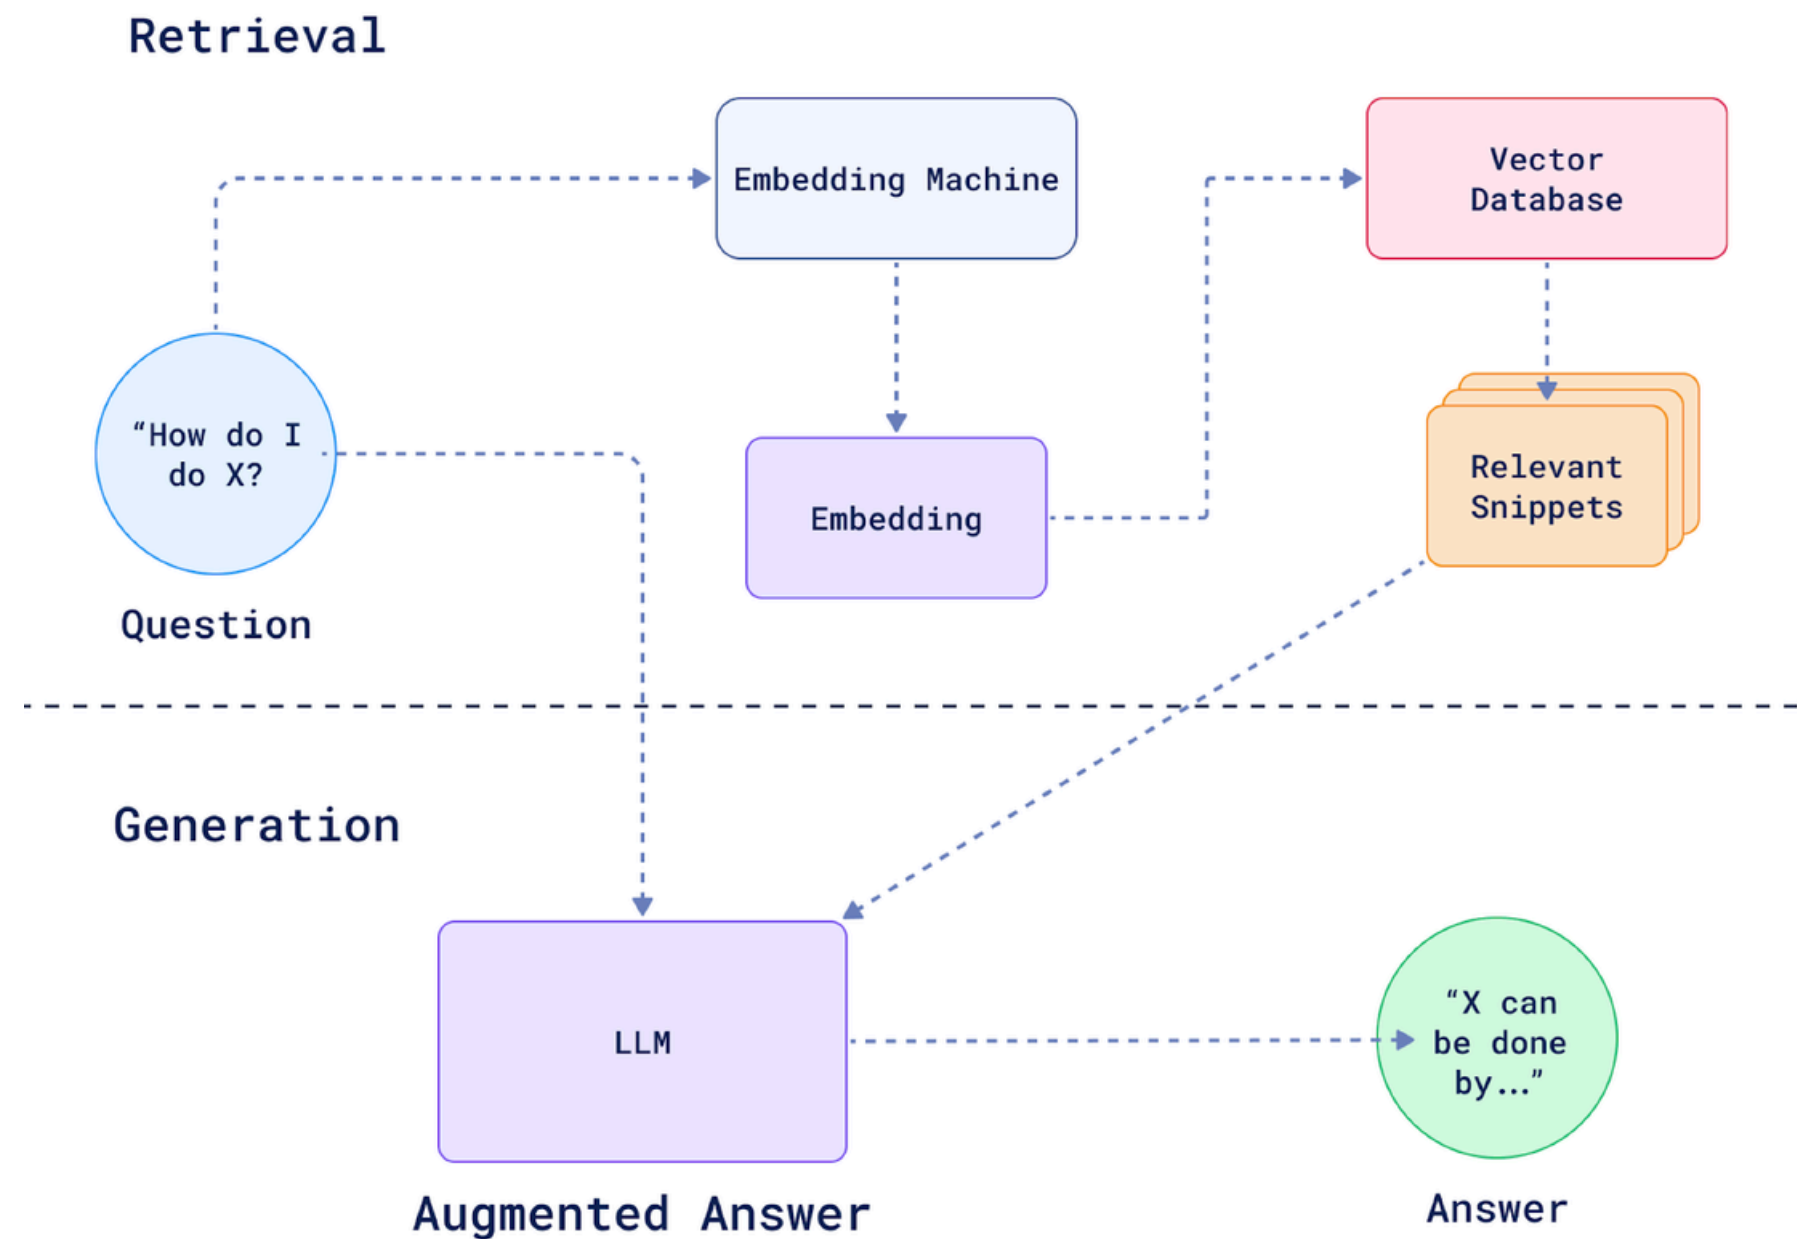 Retrieval
Embedding Machine
Vector
Database
“How do I
do X?
Embedding
Relevant
Snippets
Question
Generation
LLM
“X can
be done
by...”
Augmented Answer
Answer